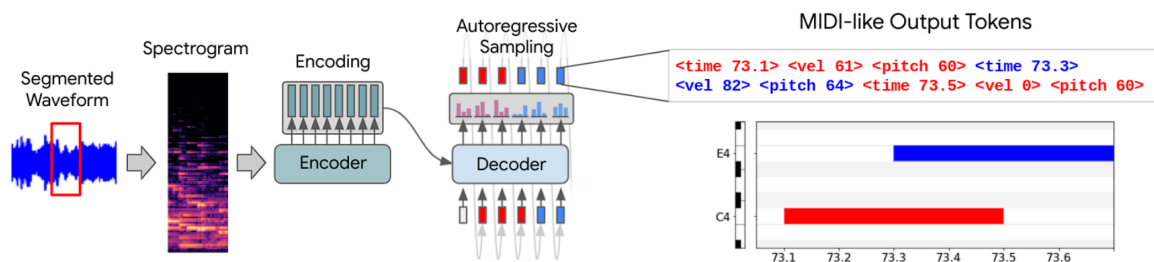 Segmented
Waveform
Spectrogram
Encoding
Encoder
Autoregressive
Sampling
Decoder
MIDI-like Output Tokens
<time 73.1> <vel 61> <pitch 60> <time 73.3>
<vel 82> <pitch 64> <time 73.5> <vel 0> <pitch 60>
E4
C4
73.1 73.2 73.3 73.4 73.5 73.6